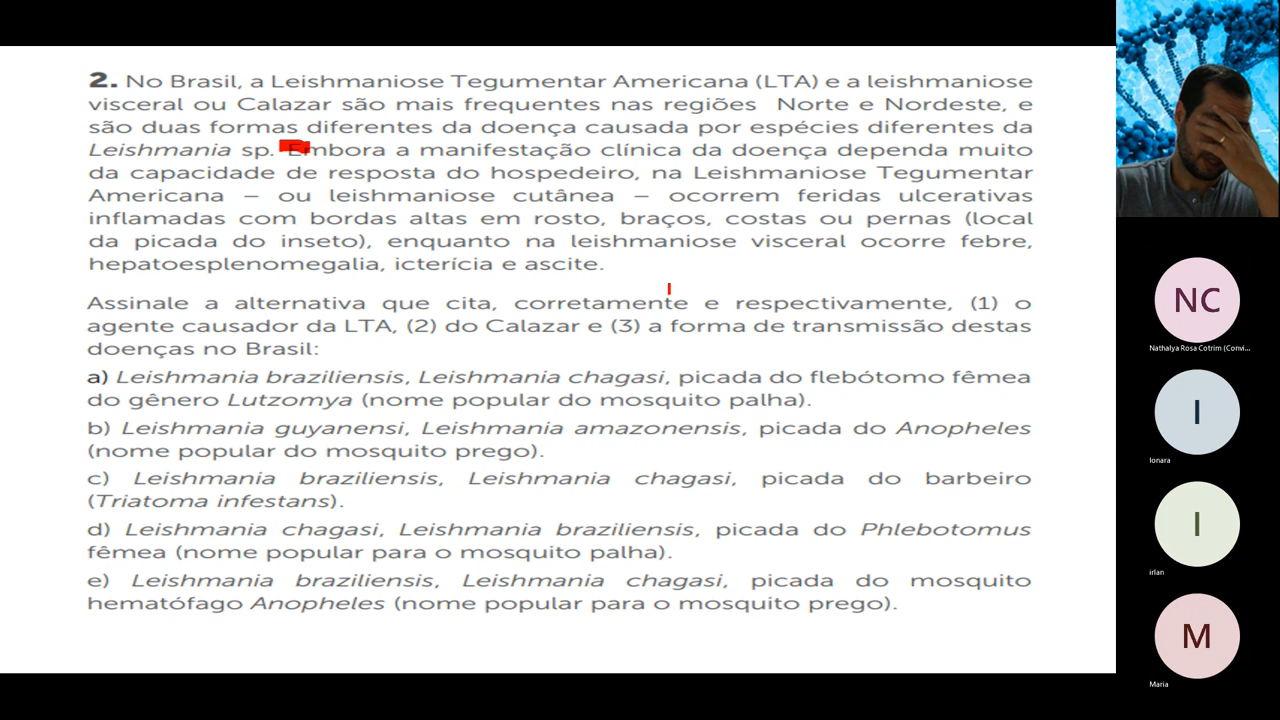 2. No Brasil, a Leishmaniose Tegumentar Americana (LTA) e a leishmaniose
visceral ou Calazar são mais frequentes nas regiões Norte e Nordeste, e
são duas formas diferentes da doença causada por espécies diferentes da
Leishmania sp. Embora a manifestação clínica da doença dependa muito
da capacidade de resposta do hospedeiro, na Leishmaniose Tegumentar
Americana – ou leishmaniose cutânea – ocorrem feridas ulcerativas
inflamadas com bordas altas em rosto, braços, costas ou pernas (local
da picada do inseto), enquanto na leishmaniose visceral ocorre febre,
hepatoesplenomegalia, icterícia e ascite.
Assinale a alternativa que cita, corretamente e respectivamente, (1) o
agente causador da LTA, (2) do Calazar e (3) a forma de transmissão destas
doenças no Brasil:
a) Leishmania braziliensis, Leishmania chagasi, picada do flebótomo fêmea
do gênero Lutzomya (nome popular do mosquito palha).
b) Leishmania guyanensi, Leishmania amazonensis, picada do Anopheles
(nome popular do mosquito prego).
c) Leishmania braziliensis, Leishmania chagasi, picada do barbeiro
(Triatoma infestans).
d) Leishmania chagasi, Leishmania braziliensis, picada do Phlebotomus
fêmea (nome popular para o mosquito palha).
e) Leishmania braziliensis, Leishmania chagasi, picada do mosquito
hematófago Anopheles (nome popular para o mosquito prego).
NC
Nathalya Rosa Cotrim (Convi...
I
Ionara
I
irlan
M
Maria